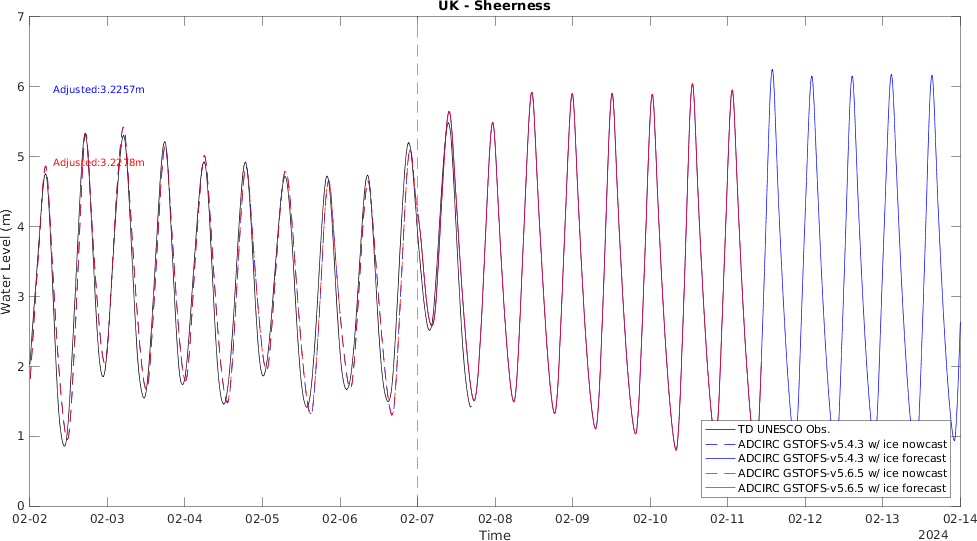 UK - Sheerness
7
6
5
4
3
2
1
0
Water Level (m)
Adjusted:3.2257m
Adjusted:3.2278m
TD UNESCO Obs.
ADCIRC GSTOFS-v5.4.3 w/ ice nowcast
ADCIRC GSTOFS-v5.4.3 w/ ice forecast
ADCIRC GSTOFS-v5.6.5 w/ ice nowcast
ADCIRC GSTOFS-v5.6.5 w/ ice forecast
02-02 02-03 02-04 02-05 02-06 02-07 02-08 02-09 02-10 02-11 02-12 02-13 02-14
Time
2024